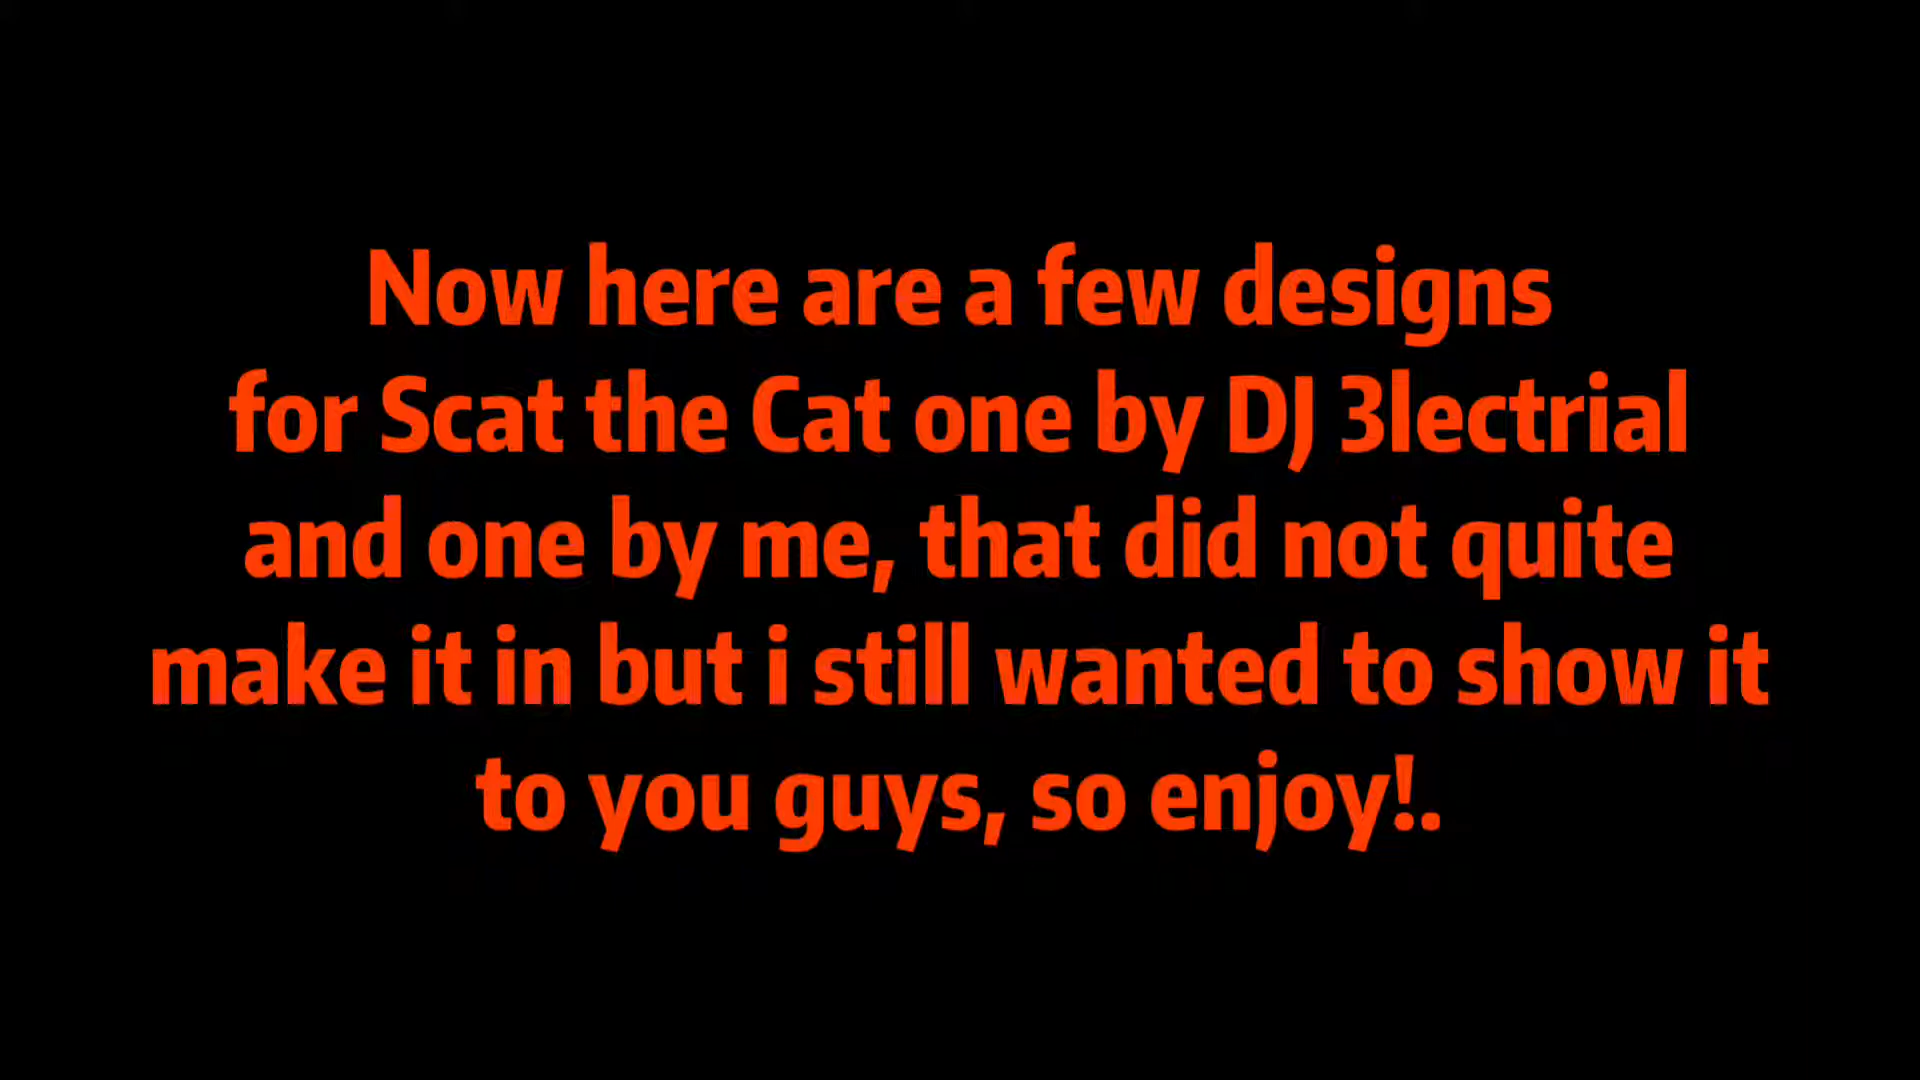 Now here are a few designs
for Scat the Cat one by DJ 3lectrial
and one by me, that did not quite
make it in but i still wanted to show it
to you guys, so enjoy!.